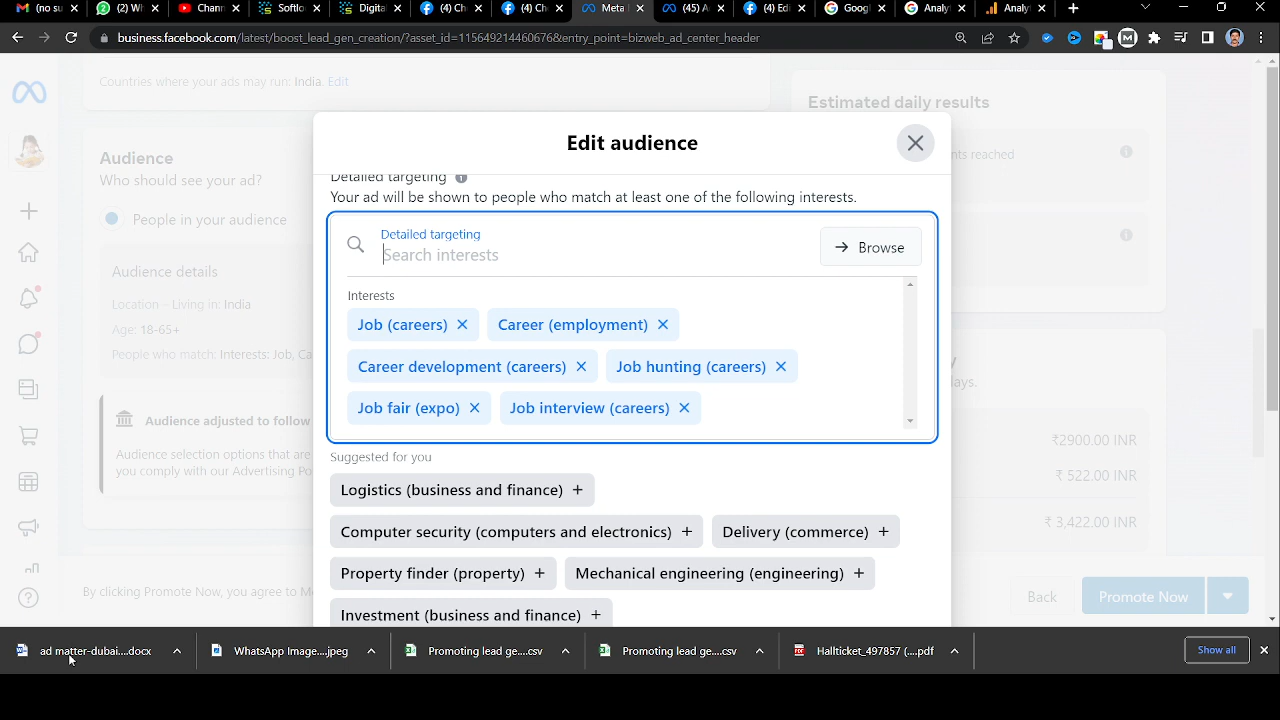 (no su
(2) Wh
Chann
Softlo
Digital
(4) Ch
(3) Ch
Meta
(45) A
(4) Edi
Googl
Analyt
Analy
business.facebook.com/latest/boost_lead_gen_creation/?asset_id=115649214460676&entry_point=bizweb_ad_center_header
Countries where your ads may run: India. Edit
Estimated daily results
Audience
Who should see your ad?
People in your audience
Audience details
Location - Living in: India
Age: 18-65+
People who match: Interests: Job, Ca
Audience adjusted to follow
Audience selection options that are
you comply with our Advertising Po
By clicking Promote Now, you agree to M
Edit audience
Detailed targeting
Your ad will be shown to people who match at least one of the following interests.
Detailed targeting
Search interests
Browse
Interests
Job (careers)
Career (employment)
Career development (careers)
Job hunting (careers)
Job fair (expo)
Job interview (careers)
Suggested for you
Logistics (business and finance)
Computer security (computers and electronics)
Delivery (commerce)
Property finder (property)
Mechanical engineering (engineering)
Investment (business and finance)
nts reached
y
days.
₹2900.00 INR
₹ 522.00 INR
₹ 3,422.00 INR
Back
Promote Now
ad matter-dubai....docx
WhatsApp Image....jpeg
Promoting lead ge....csv
Promoting lead ge....csv
Hallticket_497857 (....pdf
Show all